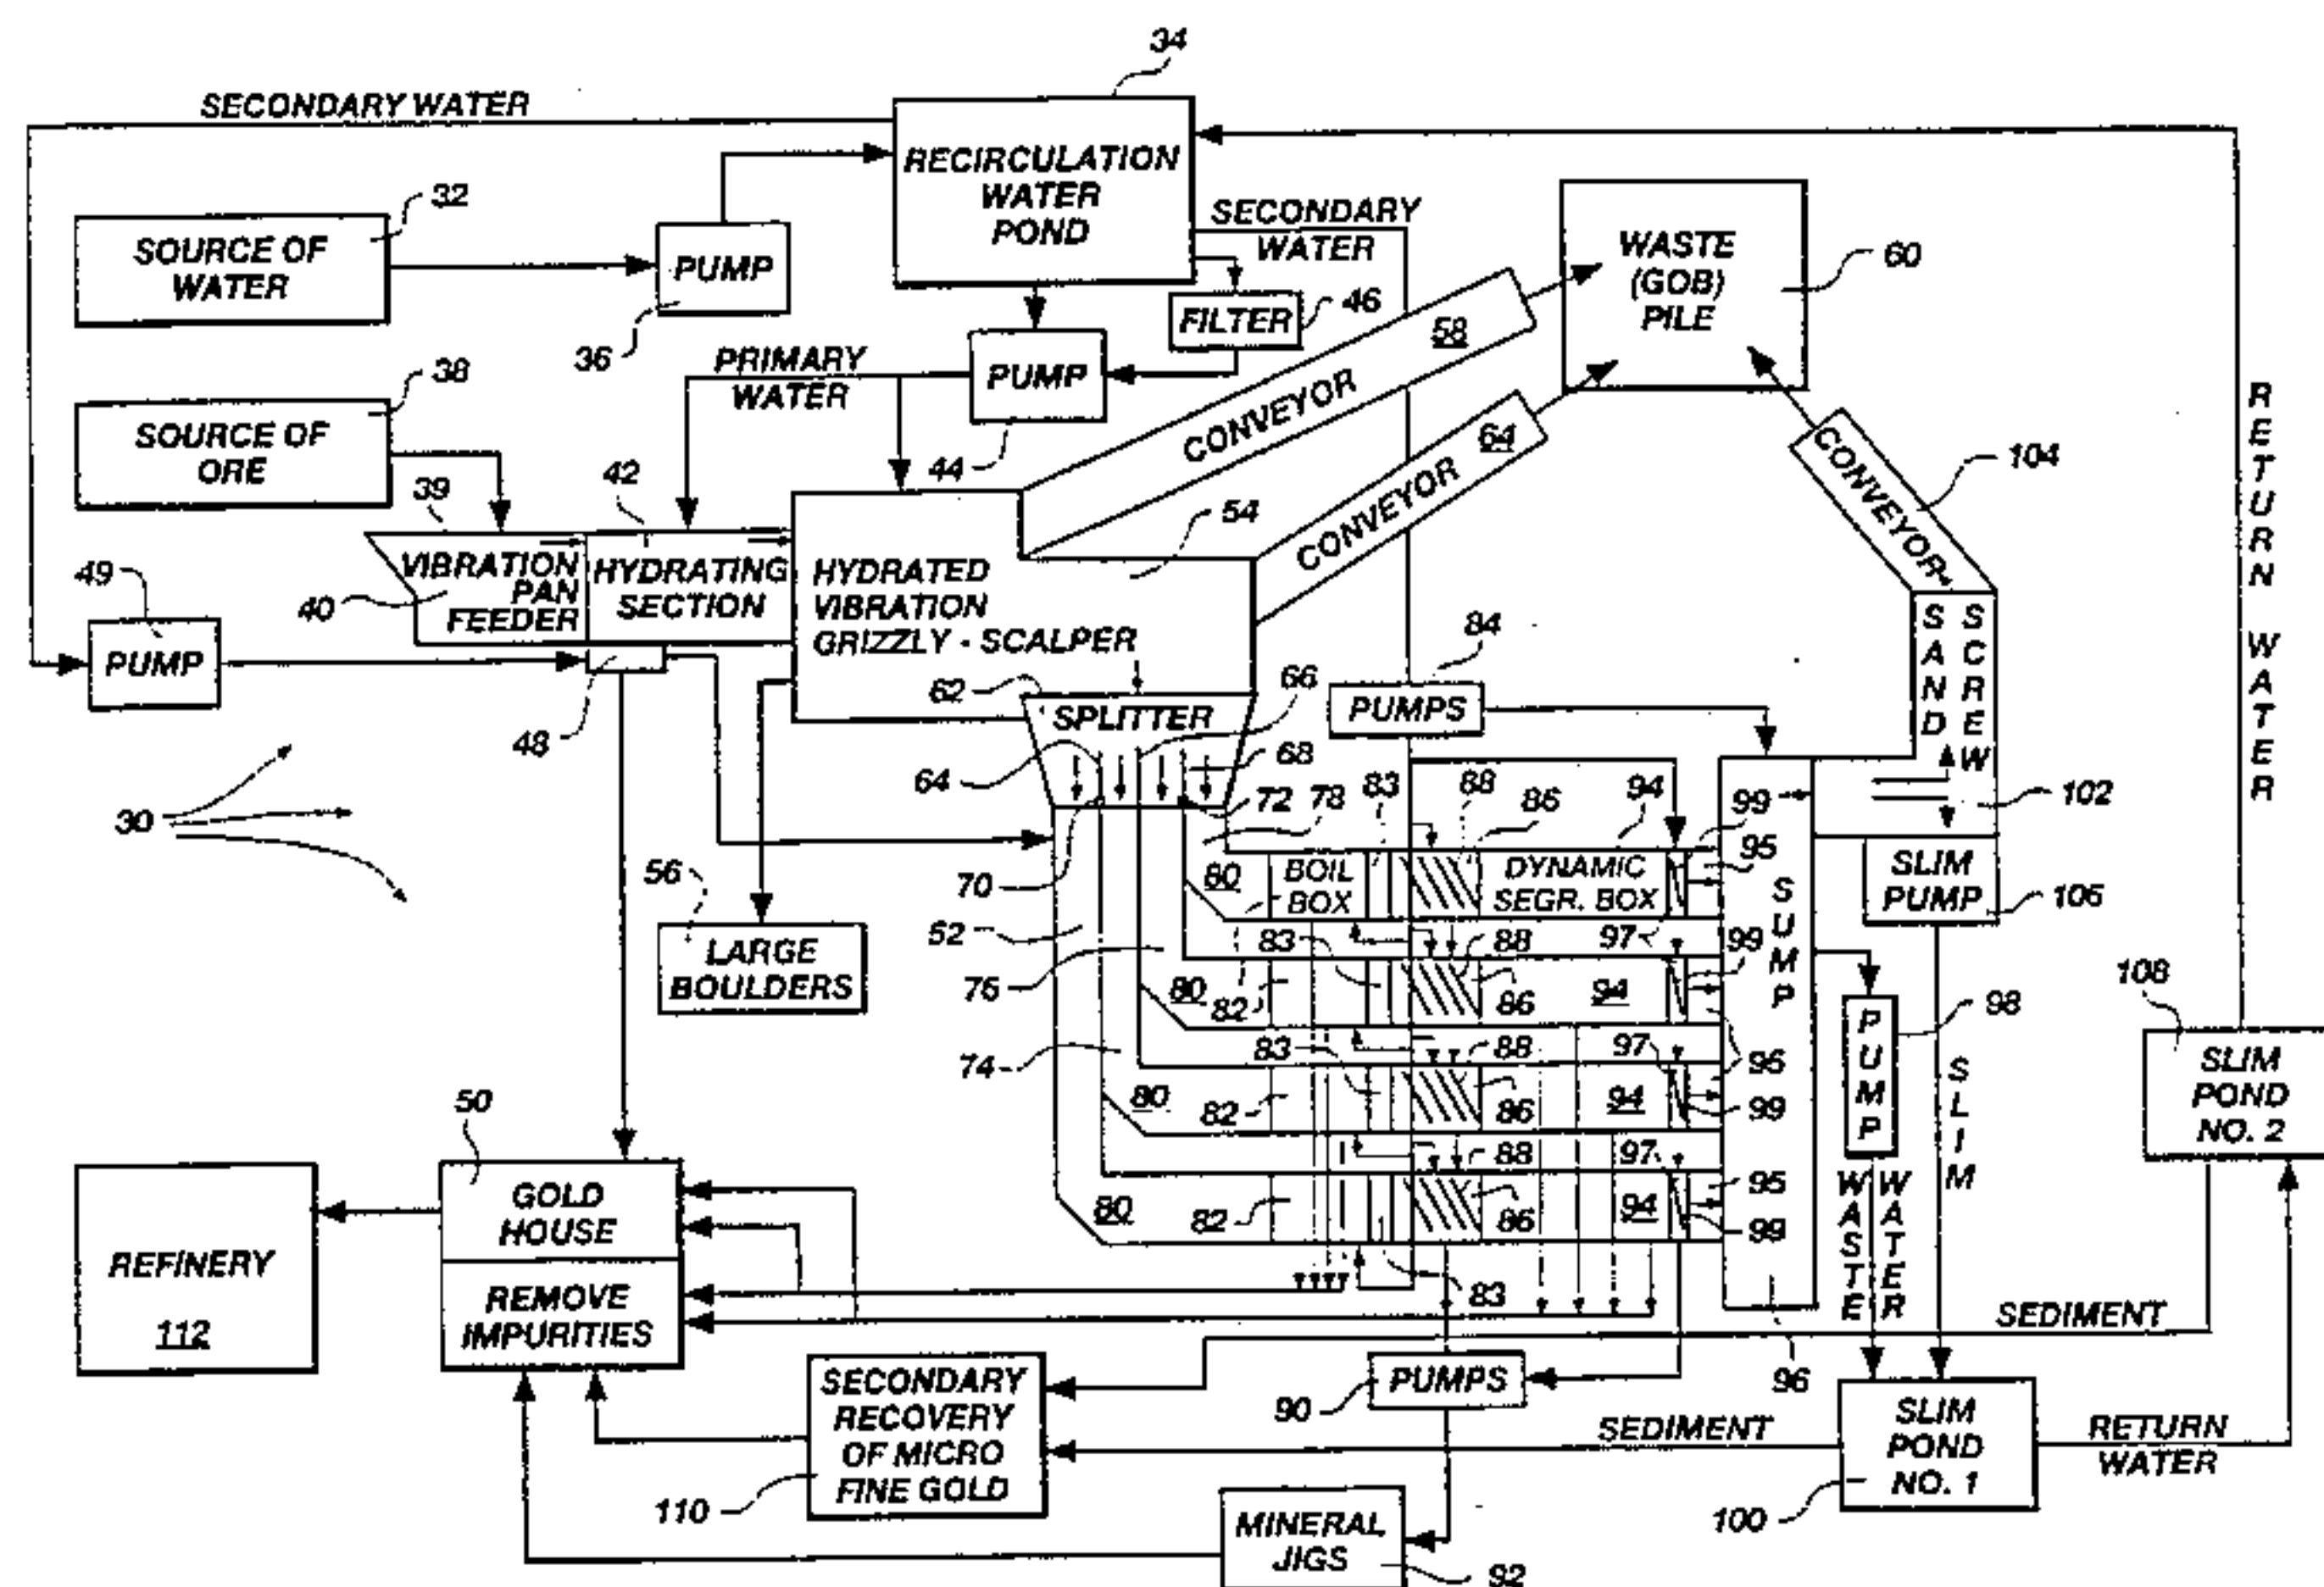 34
SECONDARY WATER
RECIRCULATION
WATER
POND
32
SOURCE OF
WATER
PUMP
36
SECONDARY
WATER
FILTER
46
WASTE
(GOB)
PILE
60
38
SOURCE OF
ORE
PRIMARY
WATER
PUMP
44
CONVEYOR
58
CONVEYOR
64
CONVEYOR
104
RETURN WATER
39
42
54
49
PUMP
40
VIBRATION
PAN
FEEDER
HYDRATING
SECTION
HYDRATED
VIBRATION
GRIZZLY - SCALPER
48
62
SPLITTER
66
64
68
84
PUMPS
SAND
SCREW
102
30
70
72
78
83
88
86
94
99
95
80
BOIL
BOX
DYNAMIC
SEGR. BOX
SLIM
PUMP
106
56
LARGE
BOULDERS
52
76
74
83
88
97
99
80
82
86
94
83
88
97
95
80
82
86
94
99
88
97
95
80
82
86
94
99
83
SUMP
96
PUMP
98
SLIM
WASTE
WATER
108
SLIM
POND
NO. 2
50
GOLD
HOUSE
REMOVE
IMPURITIES
REFINERY
112
SEDIMENT
SECONDARY
RECOVERY
OF MICRO
FINE GOLD
110
PUMPS
90
SEDIMENT
SLIM
POND
NO. 1
100
RETURN
WATER
MINERAL
JIGS
92